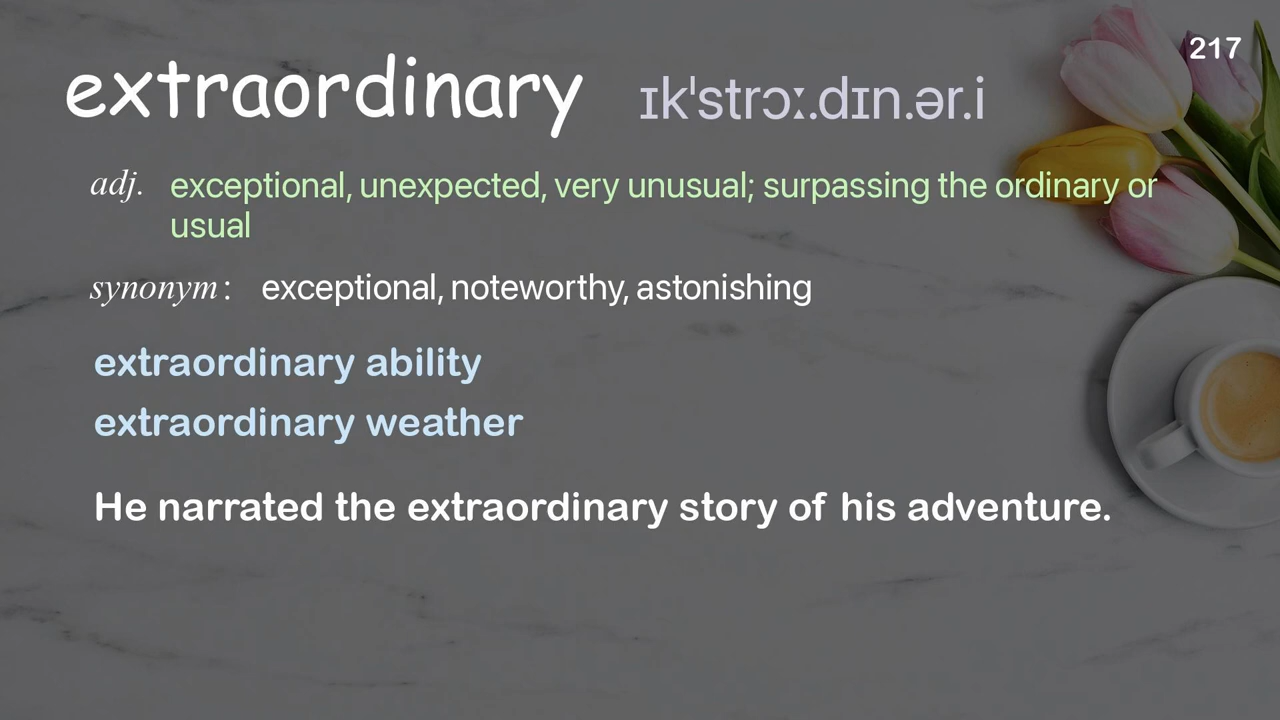 217
extraordinary ɪkˈstrɔː.dɪn.ər.i
adj. exceptional, unexpected, very unusual; surpassing the ordinary or
usual
synonym: exceptional, noteworthy, astonishing
extraordinary ability
extraordinary weather
He narrated the extraordinary story of his adventure.